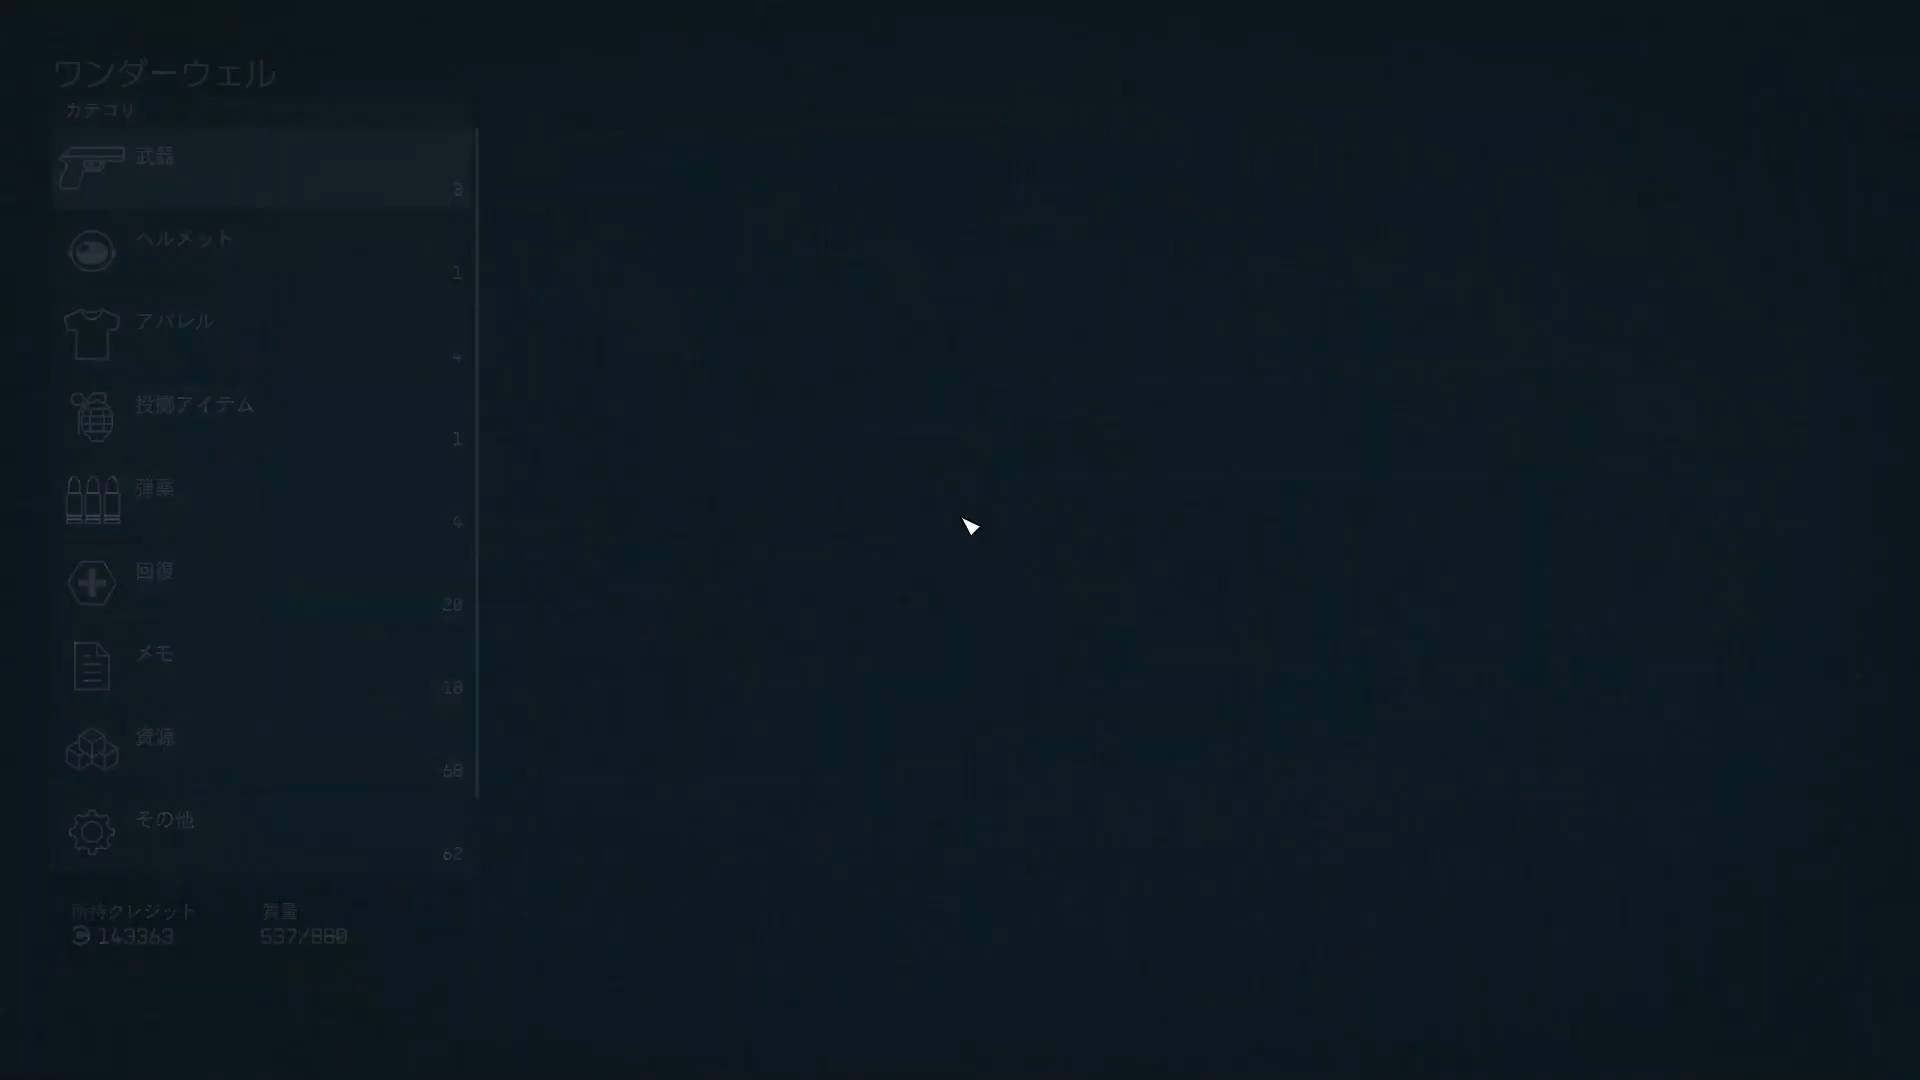 ワンダーウェル
カテゴリ
武器
3
ヘルメット
1
アパレル
4
投擲アイテム
1
弾薬
4
回復
20
メモ
10
資源
68
その他
62
所持クレジット 質量
143363 537/880